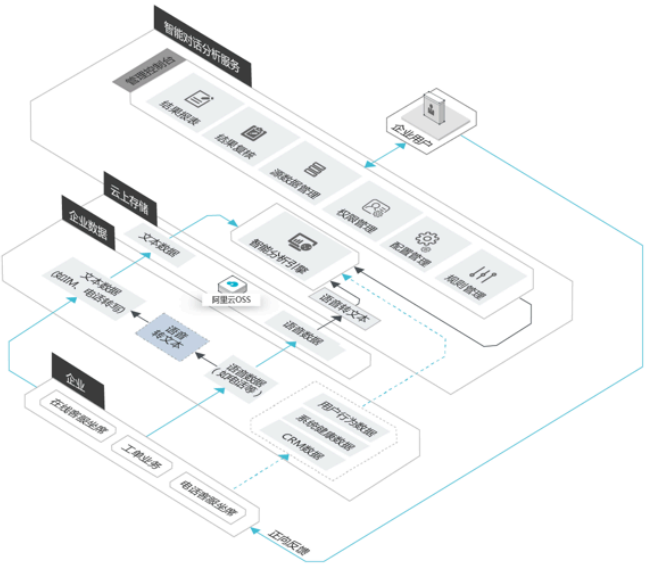 智能对话分析服务
管理控制台
结果报表
结果复核
源数据管理
权限管理
配置管理
规则管理
企业用户
云上存储
企业数据
文本数据
智能分析引擎
文本数据
(如IM、电话转写)
阿里云OSS
语音转文本
语音数据
语音
转文本
语音数据
(如电话等)
企业
在线客服坐席
工单业务
电话客服坐席
用户行为数据
系统健康数据
CRM数据
正向反馈